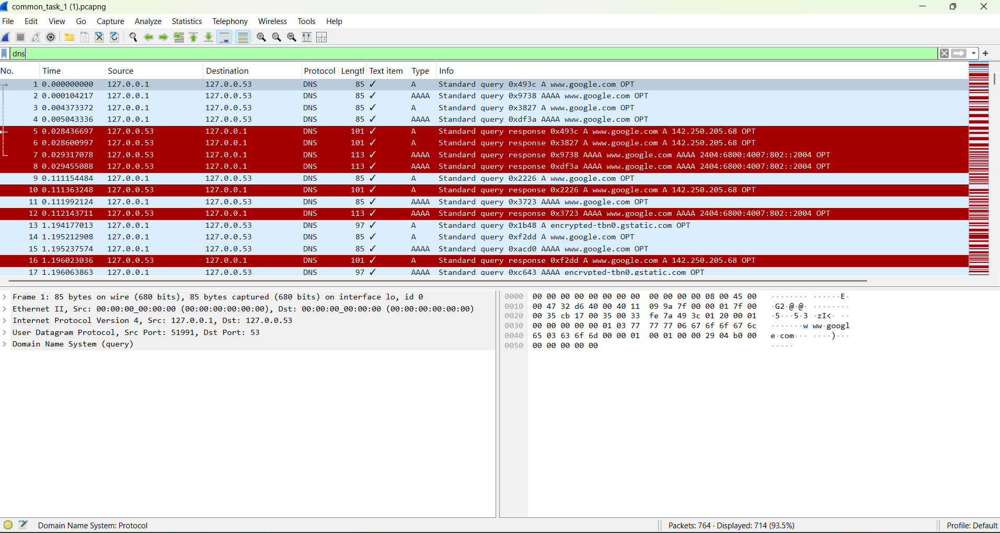 common_task_1 (1).pcapng
File Edit View Go Capture Analyze Statistics Telephony Wireless Tools Help
dns
No. Time Source Destination Protocol Length Text item Type Info
1 0.000000000 127.0.0.1 127.0.0.53 DNS 85 ✓ A Standard query 0x493c A www.google.com OPT
2 0.000104217 127.0.0.1 127.0.0.53 DNS 85 ✓ AAAA Standard query 0x9738 AAAA www.google.com OPT
3 0.004373372 127.0.0.1 127.0.0.53 DNS 85 ✓ A Standard query 0x3827 A www.google.com OPT
4 0.005043336 127.0.0.1 127.0.0.53 DNS 85 ✓ AAAA Standard query 0xdf3a AAAA www.google.com OPT
5 0.028436697 127.0.0.53 127.0.0.1 DNS 101 ✓ A Standard query response 0x493c A www.google.com A 142.250.205.68 OPT
6 0.028600997 127.0.0.53 127.0.0.1 DNS 101 ✓ A Standard query response 0x3827 A www.google.com A 142.250.205.68 OPT
7 0.029317078 127.0.0.53 127.0.0.1 DNS 113 ✓ AAAA Standard query response 0x9738 AAAA www.google.com AAAA 2404:6800:4007:802::2004 OPT
8 0.029455088 127.0.0.53 127.0.0.1 DNS 113 ✓ AAAA Standard query response 0xdf3a AAAA www.google.com AAAA 2404:6800:4007:802::2004 OPT
9 0.111154484 127.0.0.1 127.0.0.53 DNS 85 ✓ A Standard query 0x2226 A www.google.com OPT
10 0.111363248 127.0.0.53 127.0.0.1 DNS 101 ✓ A Standard query response 0x2226 A www.google.com A 142.250.205.68 OPT
11 0.111992124 127.0.0.1 127.0.0.53 DNS 85 ✓ AAAA Standard query 0x3723 AAAA www.google.com OPT
12 0.112143711 127.0.0.53 127.0.0.1 DNS 113 ✓ AAAA Standard query response 0x3723 AAAA www.google.com AAAA 2404:6800:4007:802::2004 OPT
13 1.194177013 127.0.0.1 127.0.0.53 DNS 97 ✓ A Standard query 0x1b48 A encrypted-tbn0.gstatic.com OPT
14 1.195212908 127.0.0.1 127.0.0.53 DNS 85 ✓ A Standard query 0xf2dd A www.google.com OPT
15 1.195237574 127.0.0.1 127.0.0.53 DNS 85 ✓ AAAA Standard query 0xacd0 AAAA www.google.com OPT
16 1.196023036 127.0.0.53 127.0.0.1 DNS 101 ✓ A Standard query response 0xf2dd A www.google.com A 142.250.205.68 OPT
17 1.196063863 127.0.0.1 127.0.0.53 DNS 97 ✓ AAAA Standard query 0xc643 AAAA encrypted-tbn0.gstatic.com OPT
Frame 1: 85 bytes on wire (680 bits), 85 bytes captured (680 bits) on interface lo, id 0
Ethernet II, Src: 00:00:00_00:00:00 (00:00:00:00:00:00), Dst: 00:00:00_00:00:00 (00:00:00:00:00:00)
Internet Protocol Version 4, Src: 127.0.0.1, Dst: 127.0.0.53
User Datagram Protocol, Src Port: 51991, Dst Port: 53
Domain Name System (query)
0000 00 00 00 00 00 00 00 00 00 00 00 00 08 00 45 00 ········ ······E·
0010 00 47 32 d6 40 00 40 11 09 9a 7f 00 00 01 7f 00 ·G2·@·@· ········
0020 00 35 cb 17 00 35 00 33 fe 7a 49 3c 01 20 00 01 ·5···5·3 ·zI<· ··
0030 00 00 00 00 00 01 03 77 77 77 06 67 6f 6f 67 6c ·······w ww·googl
0040 65 03 63 6f 6d 00 00 01 00 01 00 00 29 04 b0 00 e·com··· ····)···
0050 00 00 00 00 00 ·····
Domain Name System: Protocol
Packets: 764 · Displayed: 714 (93.5%)
Profile: Default